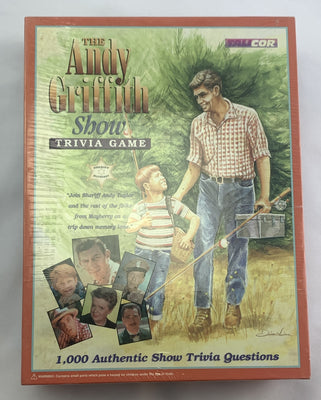 TALICOR
THE
Andy
Griffith
Show
TRIVIA GAME
"Join Sheriff Andy Taylor
and the rest of the folks
from Mayberry on a
trip down memory lane."
1,000 Authentic Show Trivia Questions
WARNING: